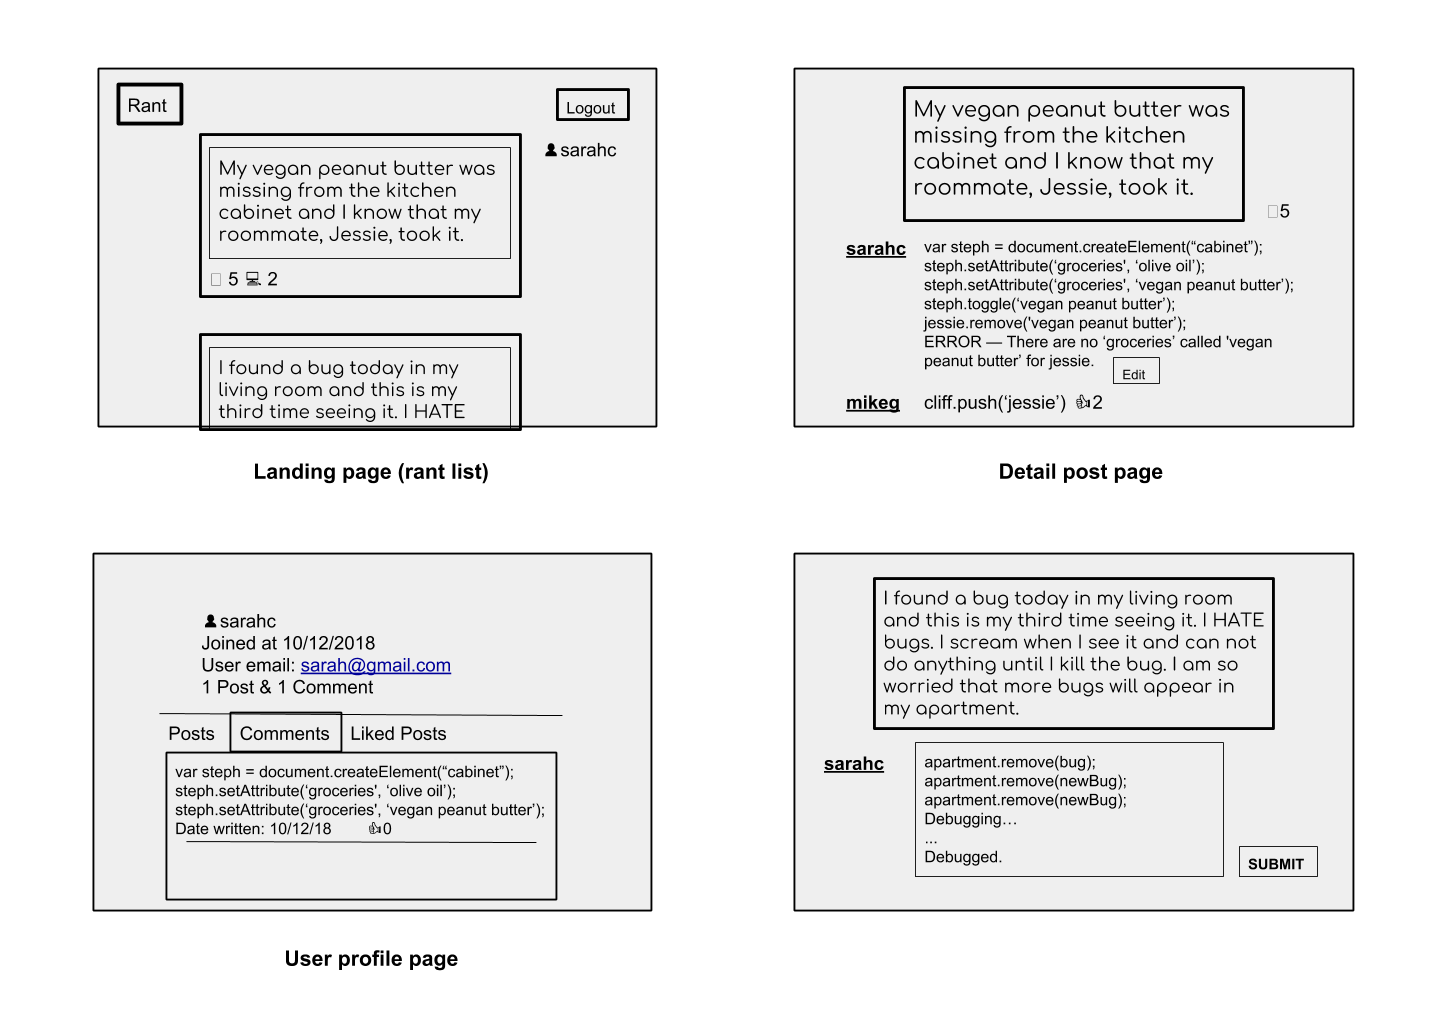 Rant
Logout
sarahc
My vegan peanut butter was
missing from the kitchen
cabinet and I know that my
roommate, Jessie, took it.
5 2
I found a bug today in my
living room and this is my
third time seeing it. I HATE
Landing page (rant list)
My vegan peanut butter was
missing from the kitchen
cabinet and I know that my
roommate, Jessie, took it.
5
sarahc
var steph = document.createElement(“cabinet”);
steph.setAttribute(‘groceries', ‘olive oil’);
steph.setAttribute(‘groceries', ‘vegan peanut butter’);
steph.toggle(‘vegan peanut butter’);
jessie.remove('vegan peanut butter’);
ERROR — There are no ‘groceries’ called 'vegan
peanut butter’ for jessie.
Edit
mikeg cliff.push(‘jessie’) 👍2
Detail post page
sarahc
Joined at 10/12/2018
User email: sarah@gmail.com
1 Post & 1 Comment
Posts Comments Liked Posts
var steph = document.createElement(“cabinet”);
steph.setAttribute(‘groceries', ‘olive oil’);
steph.setAttribute(‘groceries', ‘vegan peanut butter’);
Date written: 10/12/18 👍0
User profile page
I found a bug today in my living room
and this is my third time seeing it. I HATE
bugs. I scream when I see it and can not
do anything until I kill the bug. I am so
worried that more bugs will appear in
my apartment.
sarahc
apartment.remove(bug);
apartment.remove(newBug);
apartment.remove(newBug);
Debugging…
...
Debugged.
SUBMIT